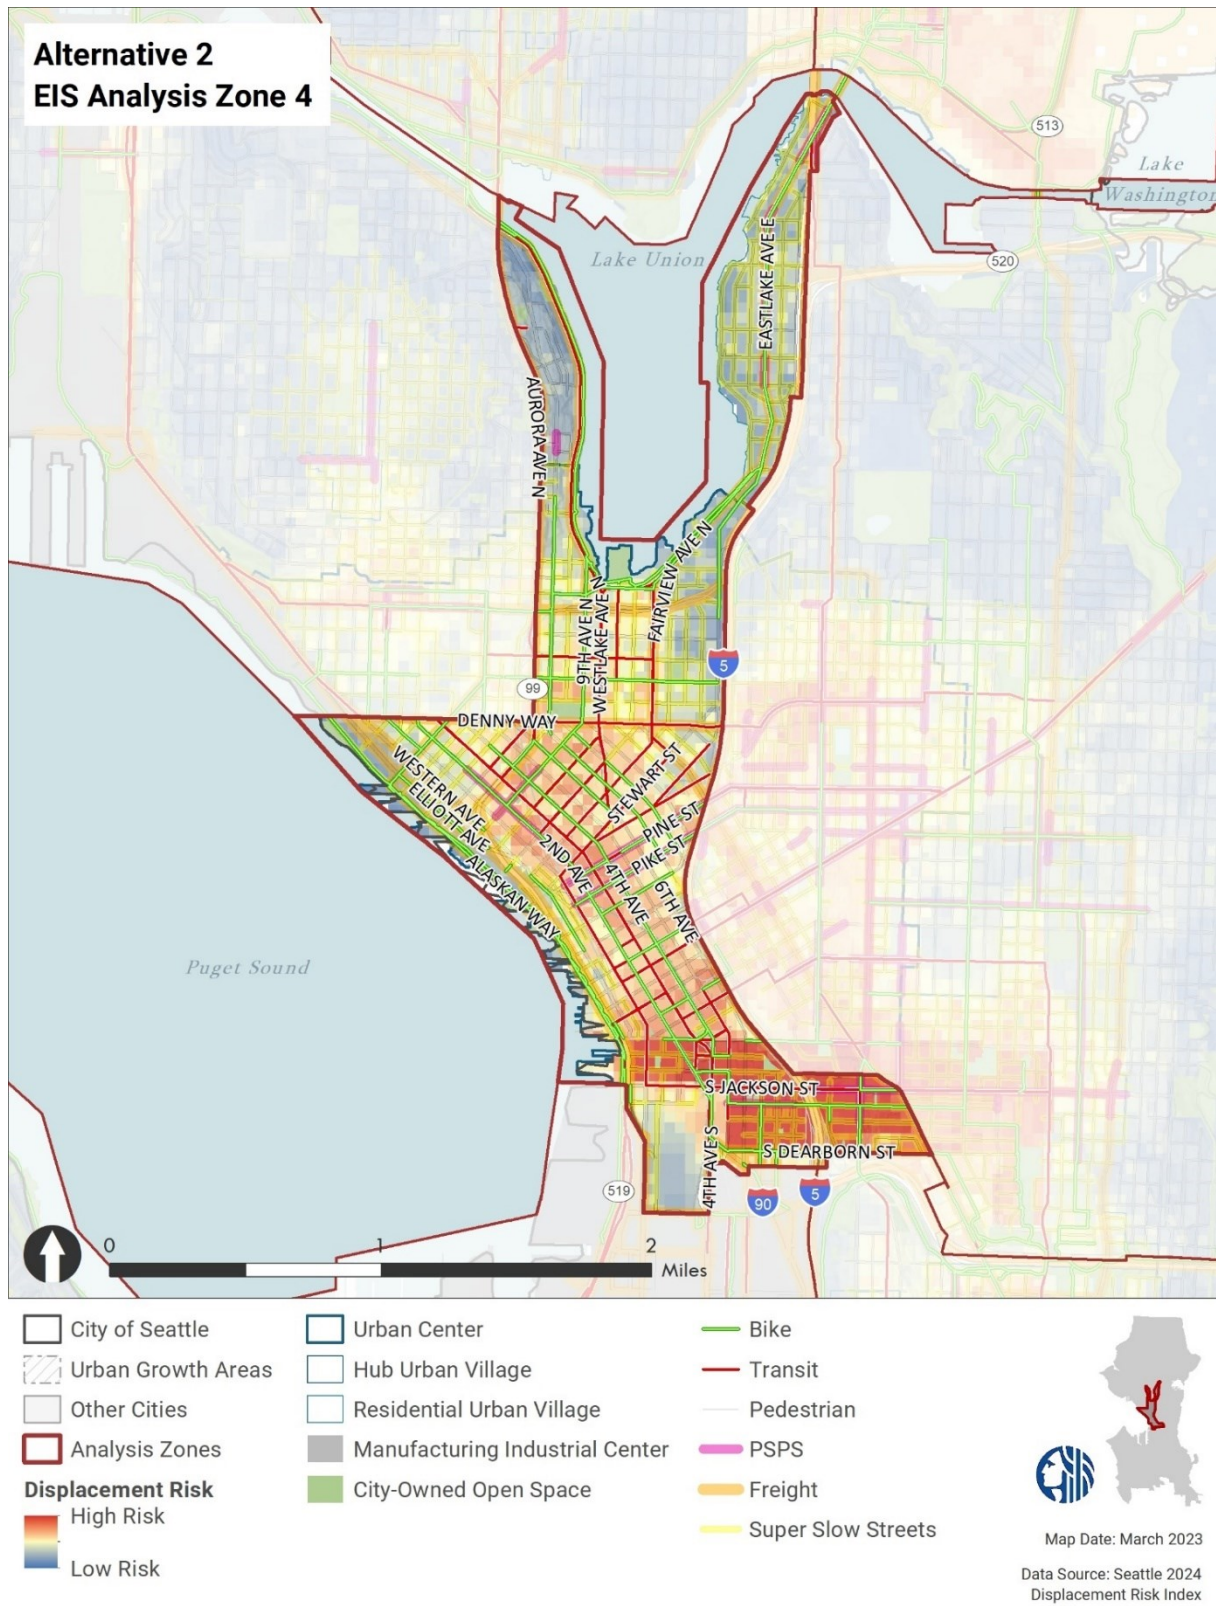 Alternative 2
EIS Analysis Zone 4
513
Lake
Washington
Lake Union
520
EASTLAKE AVE E
AURORA AVE N
FAIRVIEW AVE N
9TH AVE N
WESTLAKE AVE N
5
99
DENNY WAY
WESTERN AVE
ELLIOTT AVE
STEWART ST
PINE ST
PIKE ST
2ND AVE
4TH AVE
6TH AVE
ALASKAN WAY
Puget Sound
S JACKSON ST
S DEARBORN ST
4TH AVE S
519
90
5
0
1
2
Miles
City of Seattle
Urban Growth Areas
Other Cities
Analysis Zones
Displacement Risk
High Risk
Low Risk
Urban Center
Hub Urban Village
Residential Urban Village
Manufacturing Industrial Center
City-Owned Open Space
Bike
Transit
Pedestrian
PSPS
Freight
Super Slow Streets
Map Date: March 2023
Data Source: Seattle 2024
Displacement Risk Index